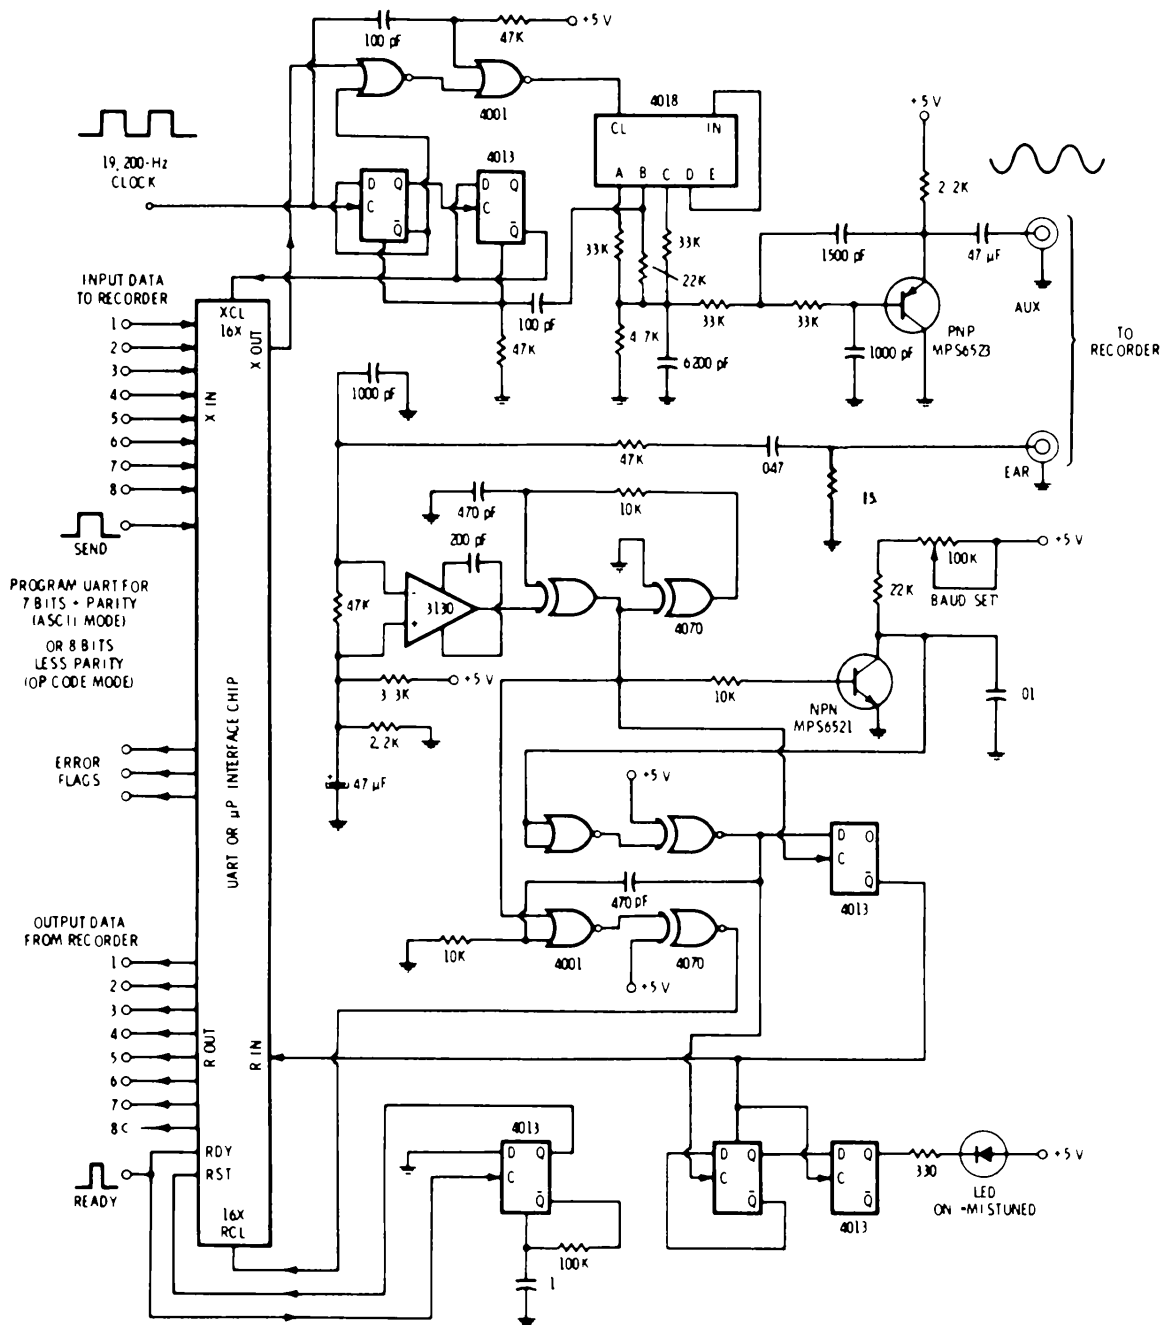 +5 V
100 pF
47K
4001
4018
CL
IN
A
B
C
D
E
+5 V
2.2K
19,200-Hz
CLOCK
4013
D
Q
C
Q̄
D
Q
C
Q̄
33K
33K
22K
1500 pF
47 µF
AUX
INPUT DATA
TO RECORDER
1
2
3
4
5
6
7
8
XCL
16X
X OUT
X IN
100 pF
47K
4.7K
6200 pF
33K
33K
1000 pF
PNP
MPS6523
TO
RECORDER
1000 pF
47K
047
15
EAR
SEND
PROGRAM UART FOR
7 BITS + PARITY
(ASCII MODE)
OR 8 BITS
LESS PARITY
(OP CODE MODE)
470 pF
10K
200 pF
47K
-
+
3130
4070
+5 V
100K
BAUD SET
22K
3.3K
+5 V
10K
NPN
MPS6521
01
2.2K
+
47 µF
UART OR µP INTERFACE CHIP
ERROR
FLAGS
+5 V
D
Q
C
Q̄
4013
470 pF
10K
4001
4070
+5 V
OUTPUT DATA
FROM RECORDER
1
2
3
4
5
6
7
8
R OUT
R IN
RDY
RST
READY
16X
RCL
4013
D
Q
C
Q̄
100K
1
D
Q
C
Q̄
D
Q
C
Q̄
4013
330
+5 V
LED
ON =MISTUNED